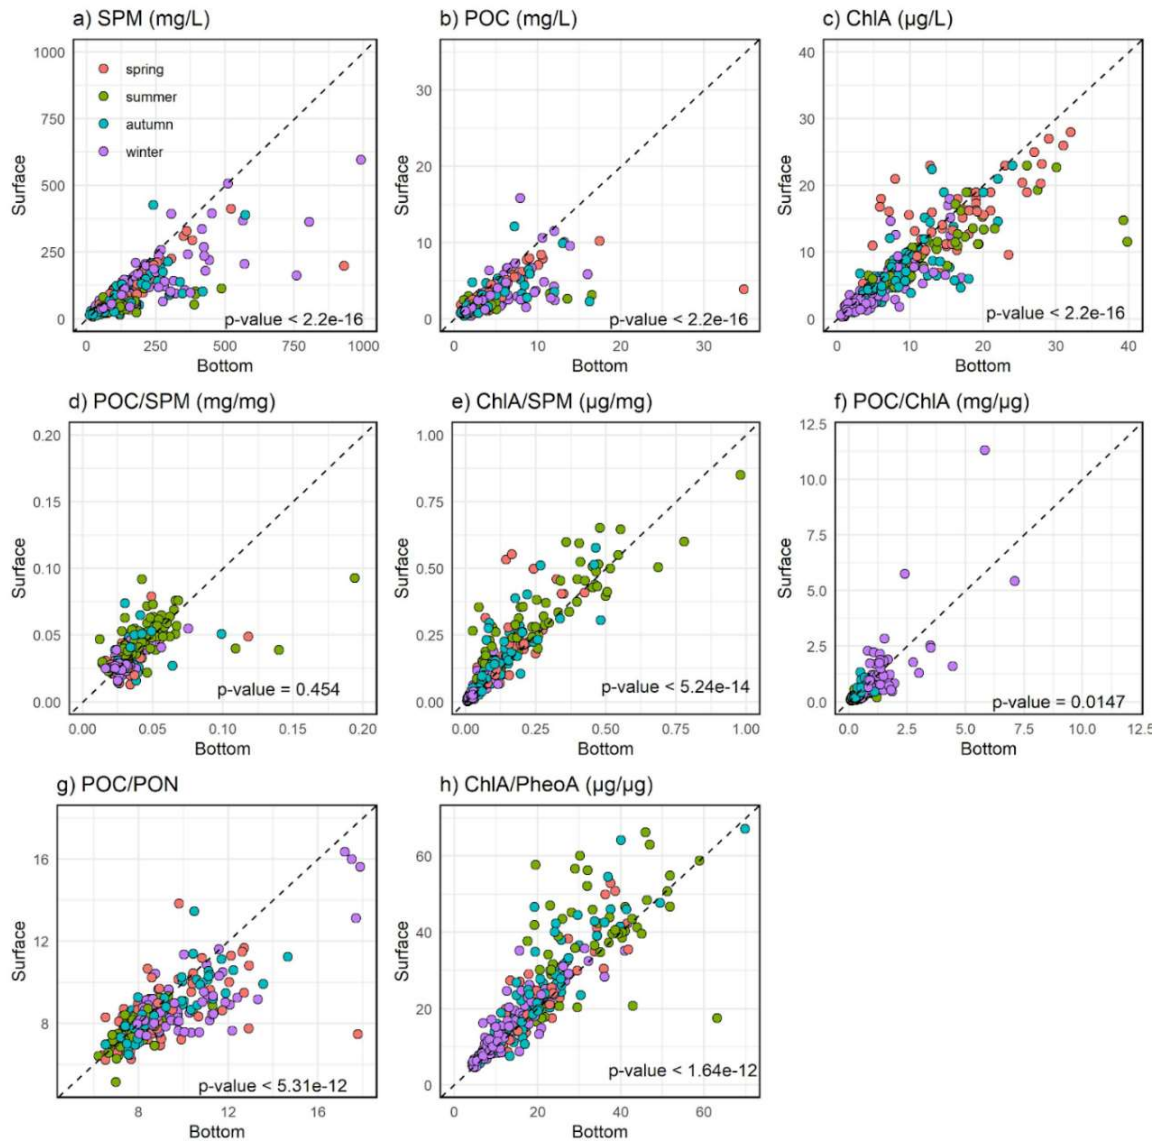 a) SPM (mg/L)
1000
750
500
250
0
Surface
spring
summer
autumn
winter
p-value < 2.2e-16
0 250 500 750 1000
Bottom
b) POC (mg/L)
30
20
10
0
Surface
p-value < 2.2e-16
0 10 20 30
Bottom
c) ChlA (µg/L)
40
30
20
10
0
Surface
p-value < 2.2e-16
0 10 20 30 40
Bottom
d) POC/SPM (mg/mg)
0.20
0.15
0.10
0.05
0.00
Surface
p-value = 0.454
0.00 0.05 0.10 0.15 0.20
Bottom
e) ChlA/SPM (µg/mg)
1.00
0.75
0.50
0.25
0.00
Surface
p-value < 5.24e-14
0.00 0.25 0.50 0.75 1.00
Bottom
f) POC/ChlA (mg/µg)
12.5
10.0
7.5
5.0
2.5
0.0
Surface
p-value = 0.0147
0.0 2.5 5.0 7.5 10.0 12.5
Bottom
g) POC/PON
16
12
8
Surface
p-value < 5.31e-12
8 12 16
Bottom
h) ChlA/PheoA (µg/µg)
60
40
20
0
Surface
p-value < 1.64e-12
0 20 40 60
Bottom